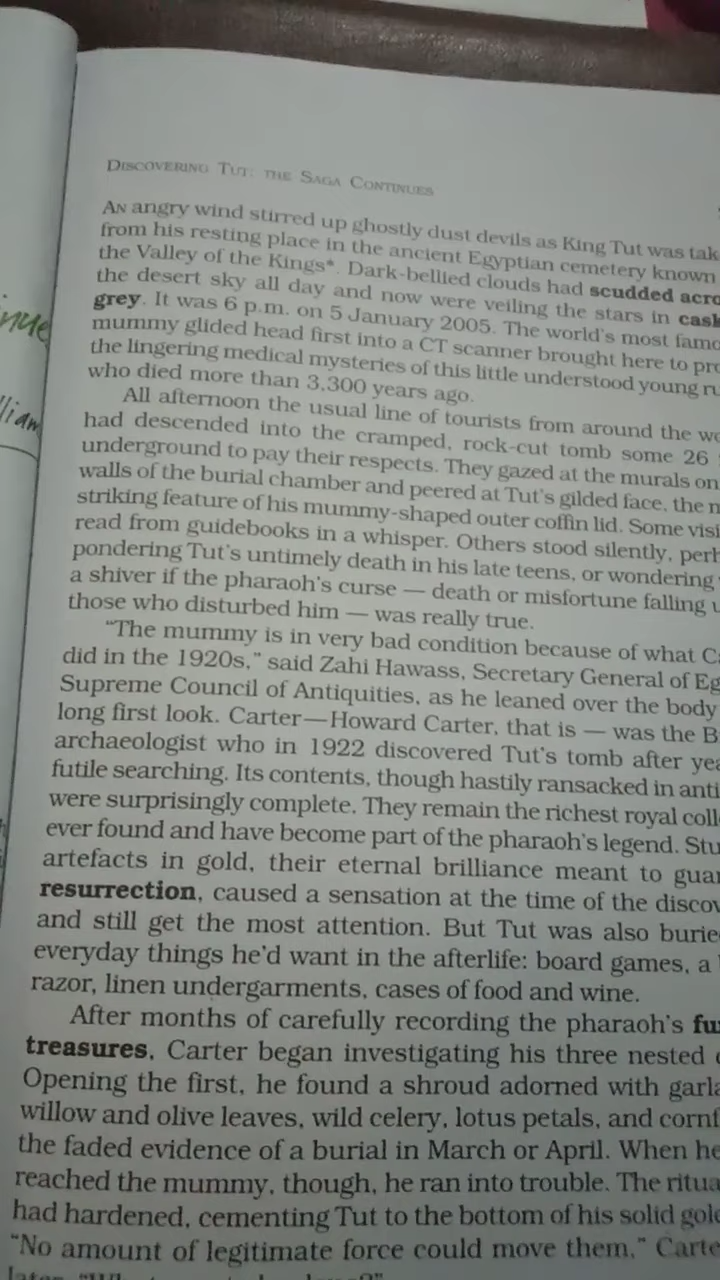 inue
lliam
DISCOVERING TUT: THE SAGA CONTINUES
AN angry wind stirred up ghostly dust devils as King Tut was tak
from his resting place in the ancient Egyptian cemetery known
the Valley of the Kings*. Dark-bellied clouds had scudded acro
the desert sky all day and now were veiling the stars in cask
grey. It was 6 p.m. on 5 January 2005. The world's most famo
mummy glided head first into a CT scanner brought here to pro
the lingering medical mysteries of this little understood young ru
who died more than 3,300 years ago.
All afternoon the usual line of tourists from around the wo
had descended into the cramped, rock-cut tomb some 26
underground to pay their respects. They gazed at the murals on
walls of the burial chamber and peered at Tut's gilded face, the m
striking feature of his mummy-shaped outer coffin lid. Some visi
read from guidebooks in a whisper. Others stood silently, perh
pondering Tut's untimely death in his late teens, or wondering
a shiver if the pharaoh's curse — death or misfortune falling u
those who disturbed him — was really true.
"The mummy is in very bad condition because of what Ca
did in the 1920s," said Zahi Hawass, Secretary General of Eg
Supreme Council of Antiquities, as he leaned over the body
long first look. Carter—Howard Carter, that is — was the B
archaeologist who in 1922 discovered Tut's tomb after yea
futile searching. Its contents, though hastily ransacked in anti
were surprisingly complete. They remain the richest royal coll
ever found and have become part of the pharaoh's legend. Stu
artefacts in gold, their eternal brilliance meant to guar
resurrection, caused a sensation at the time of the discov
and still get the most attention. But Tut was also burie
everyday things he'd want in the afterlife: board games, a
razor, linen undergarments, cases of food and wine.
After months of carefully recording the pharaoh's fu
treasures, Carter began investigating his three nested c
Opening the first, he found a shroud adorned with garla
willow and olive leaves, wild celery, lotus petals, and cornf
the faded evidence of a burial in March or April. When he
reached the mummy, though, he ran into trouble. The ritua
had hardened, cementing Tut to the bottom of his solid gold
"No amount of legitimate force could move them," Carte